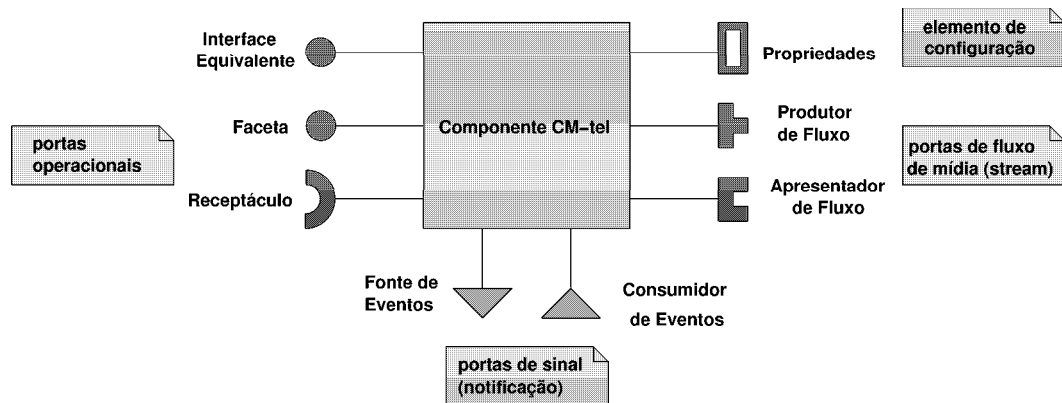 Interface
Equivalente
Faceta
Receptáculo
portas
operacionais
Componente CM-tel
Propriedades
Produtor
de Fluxo
Apresentador
de Fluxo
elemento de
configuração
portas de fluxo
de mídia (stream)
Fonte de
Eventos
Consumidor
de Eventos
portas de sinal
(notificação)